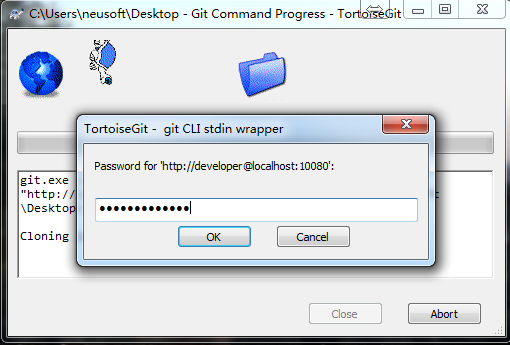 C:\Users\neusoft\Desktop - Git Command Progress - TortoiseGit
TortoiseGit - git CLI stdin wrapper
Password for 'http://developer@localhost:10080':
•••••••••••••
OK
Cancel
git.exe
"http://
\Desktop
Cloning
Close
Abort